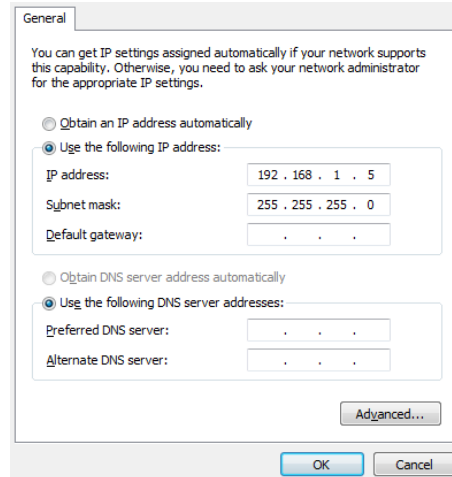 General
You can get IP settings assigned automatically if your network supports
this capability. Otherwise, you need to ask your network administrator
for the appropriate IP settings.
Obtain an IP address automatically
Use the following IP address:
IP address: 192 . 168 . 1 . 5
Subnet mask: 255 . 255 . 255 . 0
Default gateway: . . .
Obtain DNS server address automatically
Use the following DNS server addresses:
Preferred DNS server: . . .
Alternate DNS server: . . .
Advanced...
OK Cancel